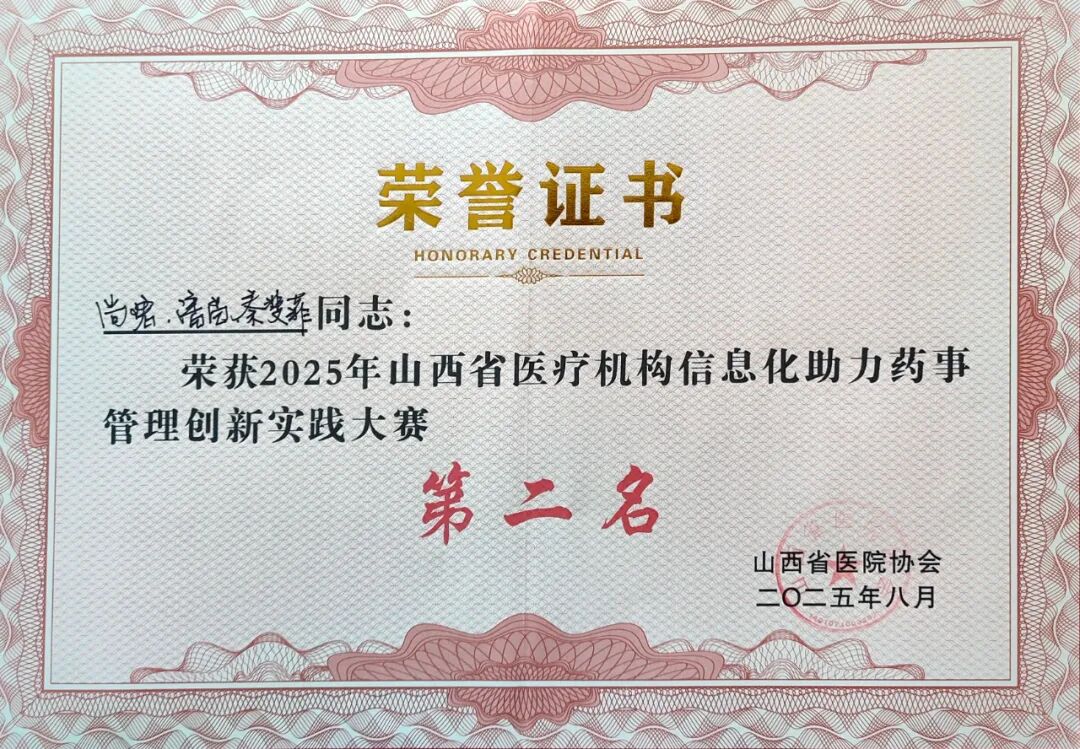 荣誉证书
HONORARY CREDENTIAL
同志：
荣获2025年山西省医疗机构信息化助力药事
管理创新实践大赛
第二名
山西省医院协会
二〇二五年八月